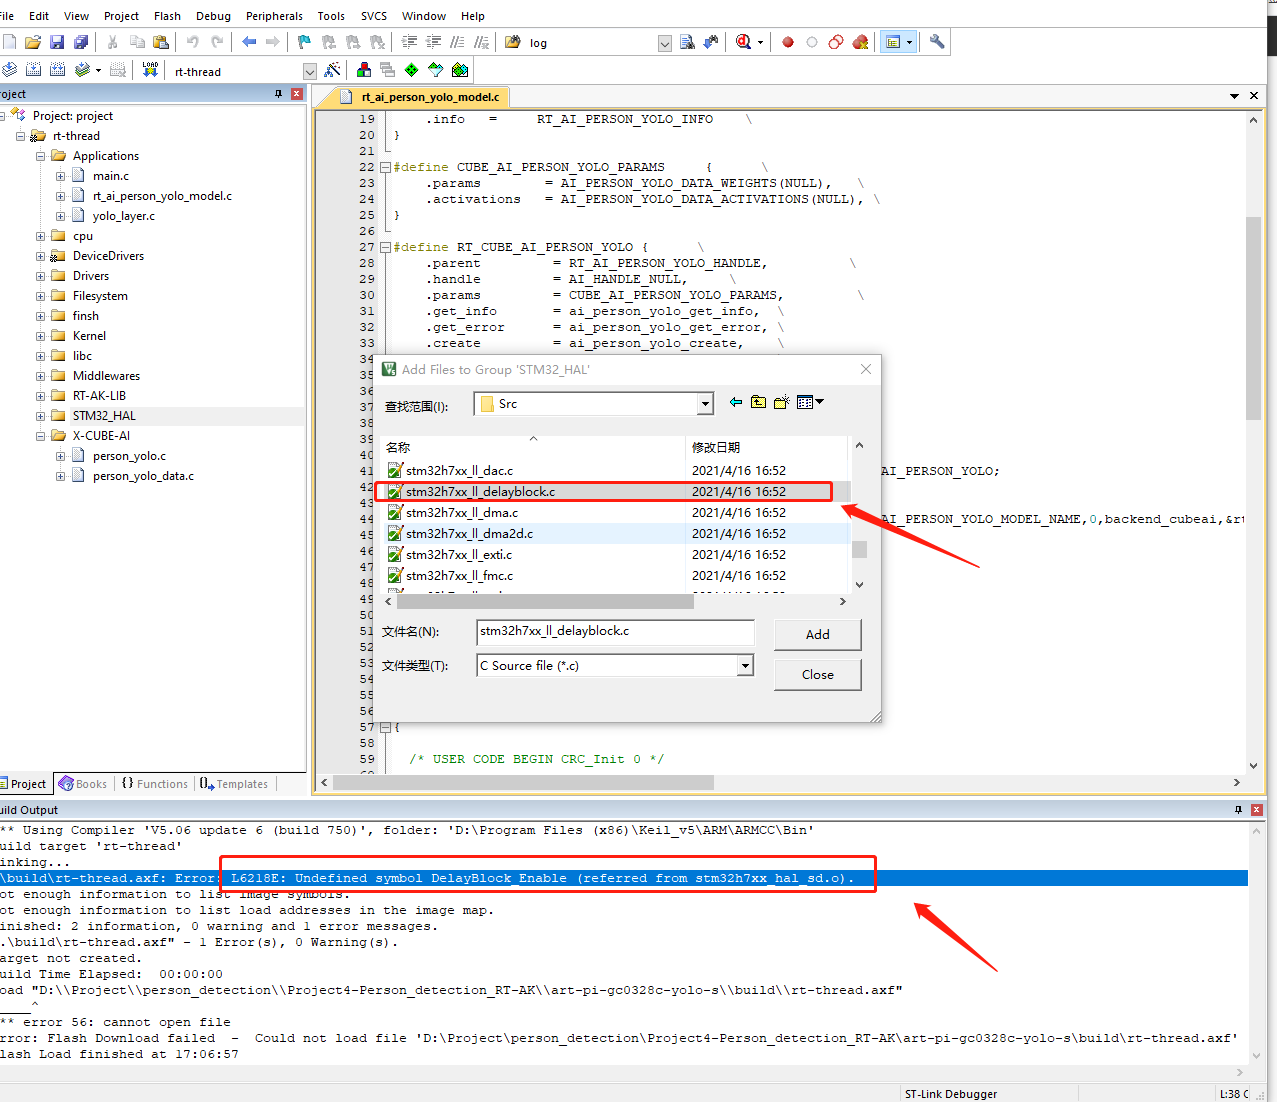 ile Edit View Project Flash Debug Peripherals Tools SVCS Window Help
log
LOAD
rt-thread
roject
Project: project
rt-thread
Applications
main.c
rt_ai_person_yolo_model.c
yolo_layer.c
cpu
DeviceDrivers
Drivers
Filesystem
finsh
Kernel
libc
Middlewares
RT-AK-LIB
STM32_HAL
X-CUBE-AI
person_yolo.c
person_yolo_data.c
Project Books {} Functions Templates
rt_ai_person_yolo_model.c
19 .info = RT_AI_PERSON_YOLO_INFO \
20 }
21
22 #define CUBE_AI_PERSON_YOLO_PARAMS { \
23 .params = AI_PERSON_YOLO_DATA_WEIGHTS(NULL), \
24 .activations = AI_PERSON_YOLO_DATA_ACTIVATIONS(NULL), \
25 }
26
27 #define RT_CUBE_AI_PERSON_YOLO { \
28 .parent = RT_AI_PERSON_YOLO_HANDLE, \
29 .handle = AI_HANDLE_NULL, \
30 .params = CUBE_AI_PERSON_YOLO_PARAMS, \
31 .get_info = ai_person_yolo_get_info, \
32 .get_error = ai_person_yolo_get_error, \
33 .create = ai_person_yolo_create, \
34
35
36
37
38
39
40
41 AI_PERSON_YOLO;
42
43
44 AI_PERSON_YOLO_MODEL_NAME,0,backend_cubeai,&rt
45
46
47
48
49
50
51
52
53
54
55
56
57 {
58
59 /* USER CODE BEGIN CRC_Init 0 */
Add Files to Group 'STM32_HAL'
查找范围(I): Src
名称 修改日期
stm32h7xx_ll_dac.c 2021/4/16 16:52
stm32h7xx_ll_delayblock.c 2021/4/16 16:52
stm32h7xx_ll_dma.c 2021/4/16 16:52
stm32h7xx_ll_dma2d.c 2021/4/16 16:52
stm32h7xx_ll_exti.c 2021/4/16 16:52
stm32h7xx_ll_fmc.c 2021/4/16 16:52
文件名(N): stm32h7xx_ll_delayblock.c Add
文件类型(T): C Source file (*.c) Close
uild Output
** Using Compiler 'V5.06 update 6 (build 750)', folder: 'D:\Program Files (x86)\Keil_v5\ARM\ARMCC\Bin'
uild target 'rt-thread'
inking...
\build\rt-thread.axf: Error: L6218E: Undefined symbol DelayBlock_Enable (referred from stm32h7xx_hal_sd.o).
ot enough information to list image symbols.
ot enough information to list load addresses in the image map.
inished: 2 information, 0 warning and 1 error messages.
.\build\rt-thread.axf" - 1 Error(s), 0 Warning(s).
arget not created.
uild Time Elapsed: 00:00:00
oad "D:\\Project\\person_detection\\Project4-Person_detection_RT-AK\\art-pi-gc0328c-yolo-s\\build\\rt-thread.axf"
_____^
** error 56: cannot open file
rror: Flash Download failed - Could not load file 'D:\Project\person_detection\Project4-Person_detection_RT-AK\art-pi-gc0328c-yolo-s\build\rt-thread.axf'
lash Load finished at 17:06:57
ST-Link Debugger L:38 C